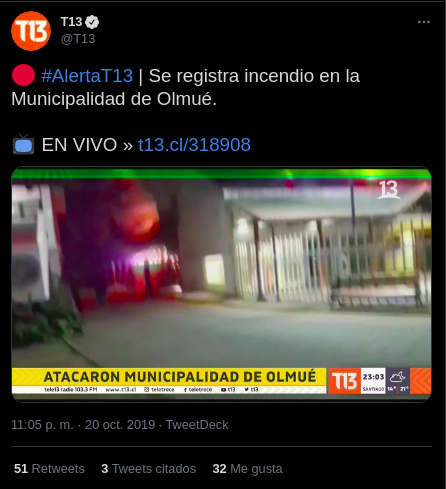 T13
T13
@T13
#AlertaT13 | Se registra incendio en la
Municipalidad de Olmué.
EN VIVO » t13.cl/318908
13
ATACARON MUNICIPALIDAD DE OLMUÉ
tele13 radio 103.3 FM www.t13.cl teletrece teletrece t13 t13
T13
23:03
SANTIAGO
14° 21°
11:05 p. m. · 20 oct. 2019 · TweetDeck
51 Retweets 3 Tweets citados 32 Me gusta